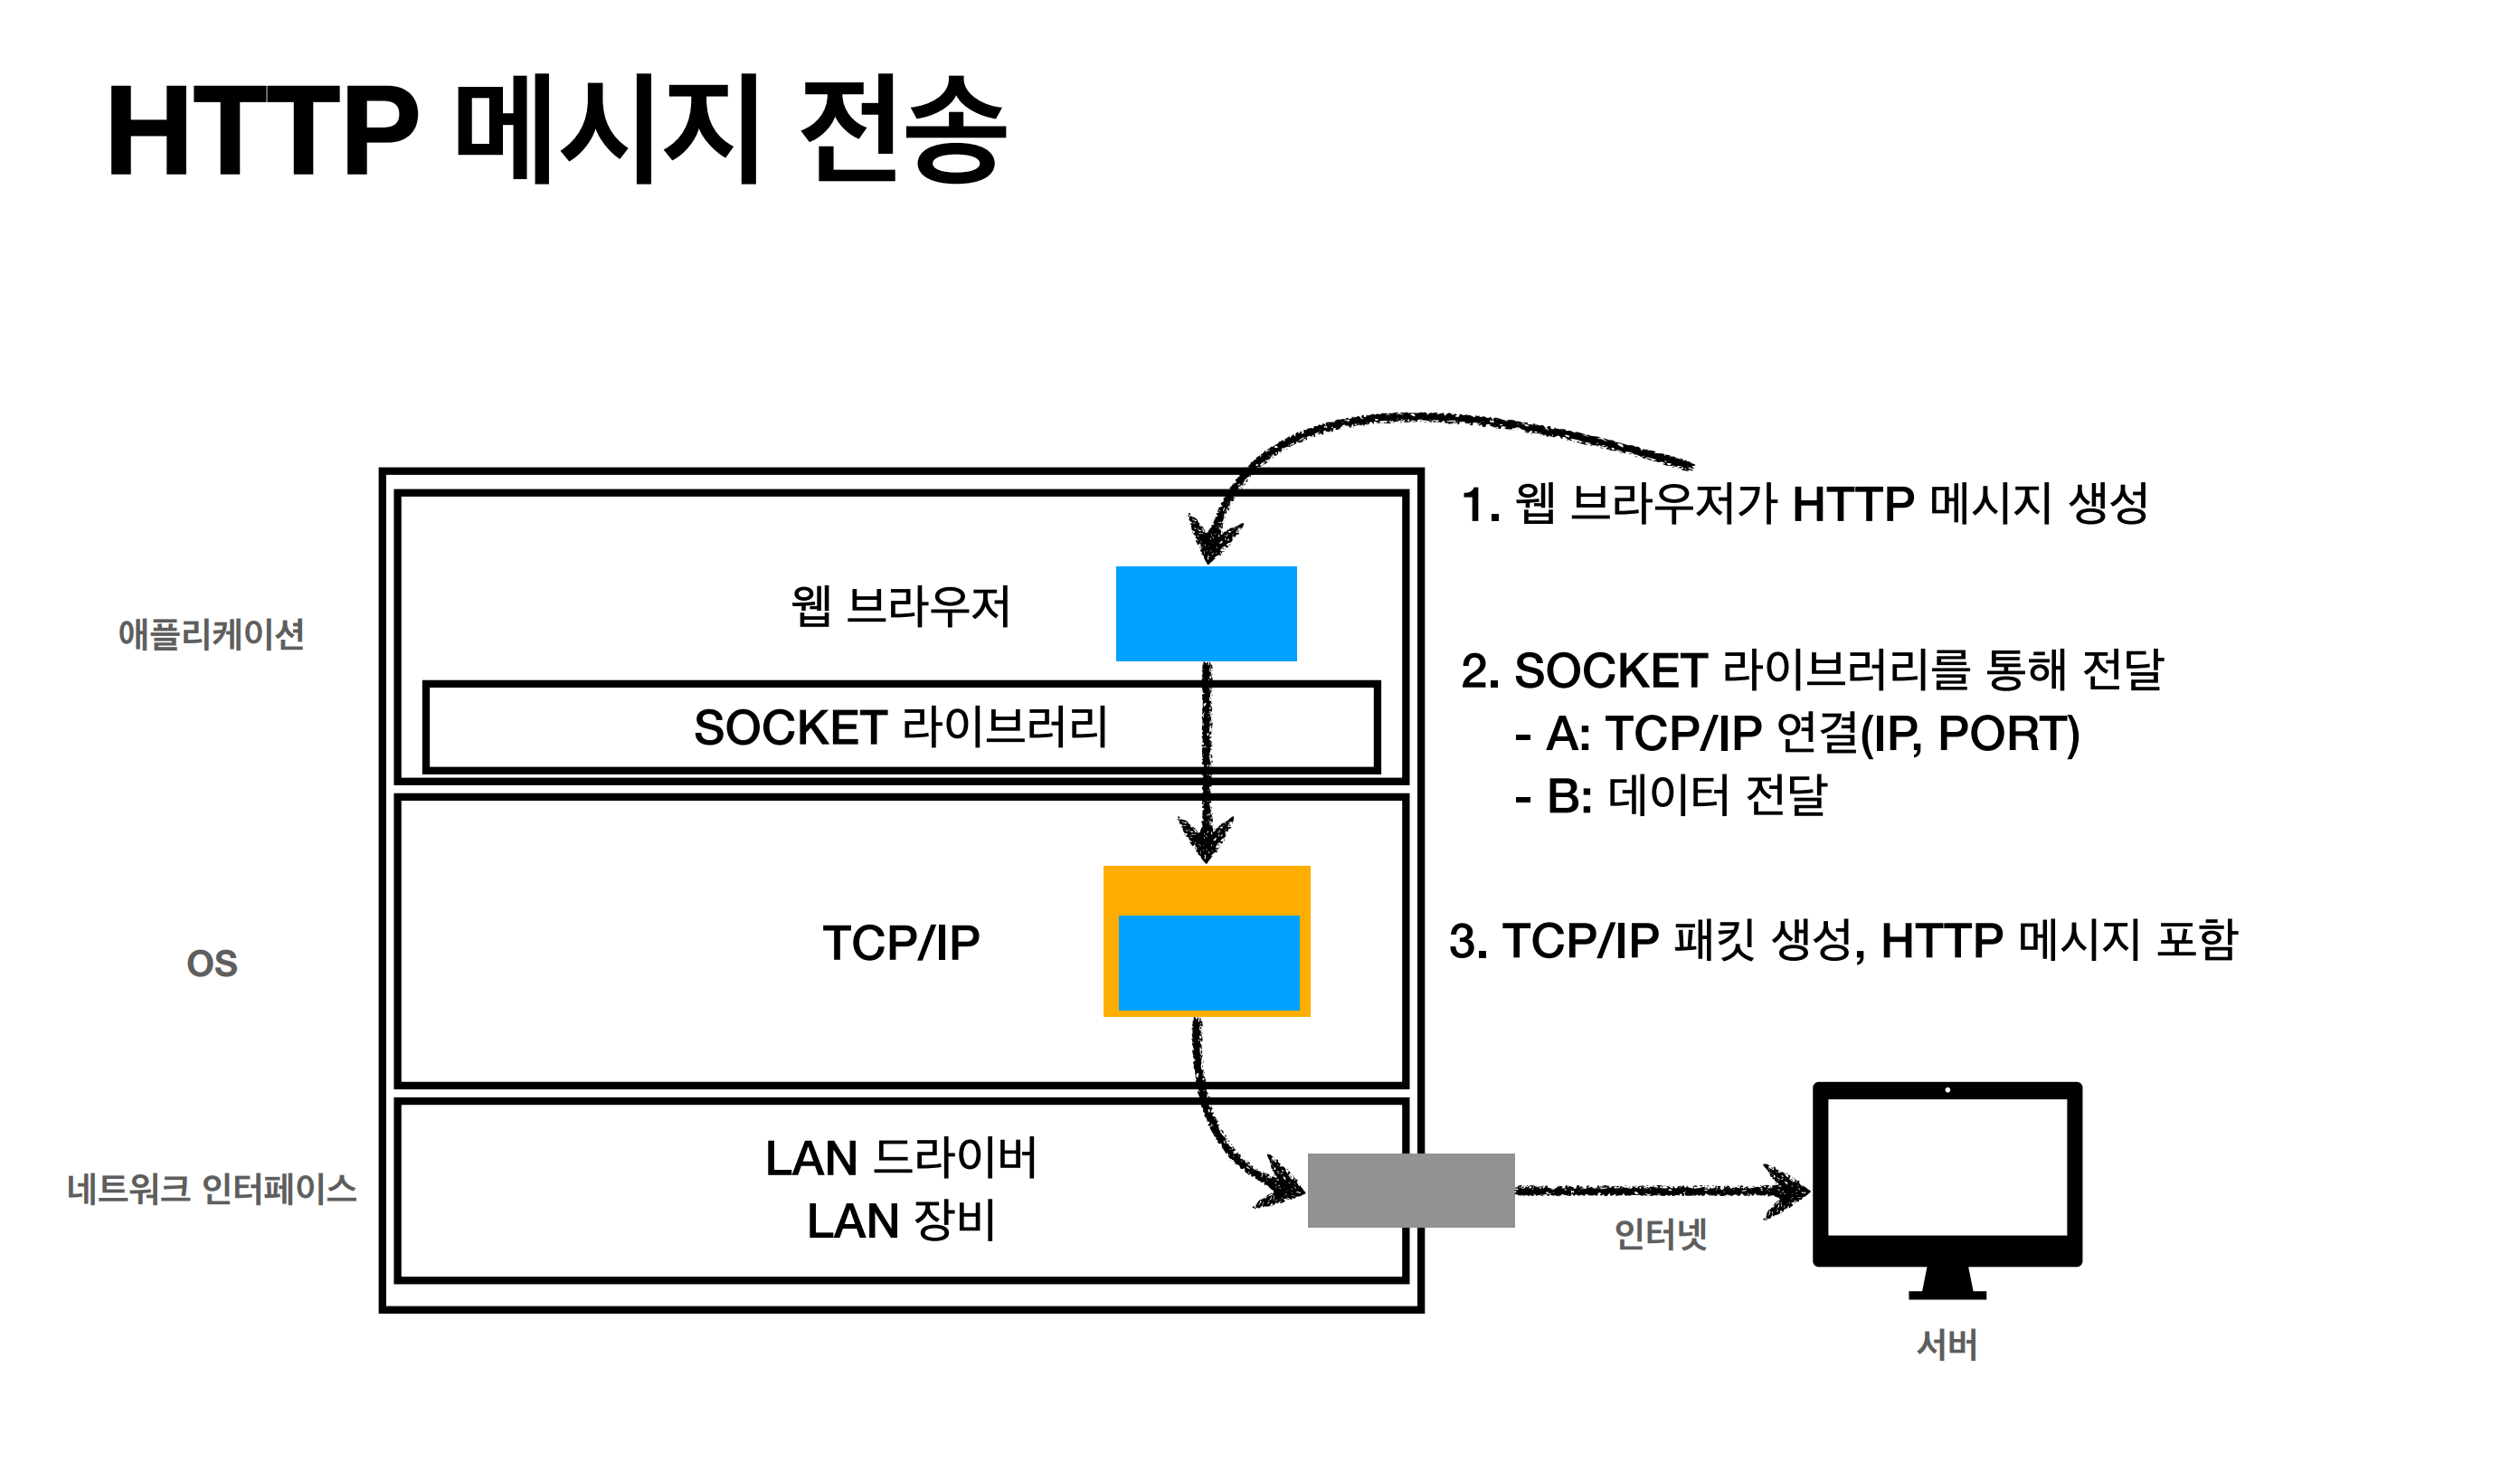 HTTP 메시지 전송
1. 웹 브라우저가 HTTP 메시지 생성
웹 브라우저
애플리케이션
2. SOCKET 라이브러리를 통해 전달
- A: TCP/IP 연결(IP, PORT)
- B: 데이터 전달
SOCKET 라이브러리
TCP/IP
OS
3. TCP/IP 패킷 생성, HTTP 메시지 포함
LAN 드라이버
LAN 장비
네트워크 인터페이스
인터넷
서버